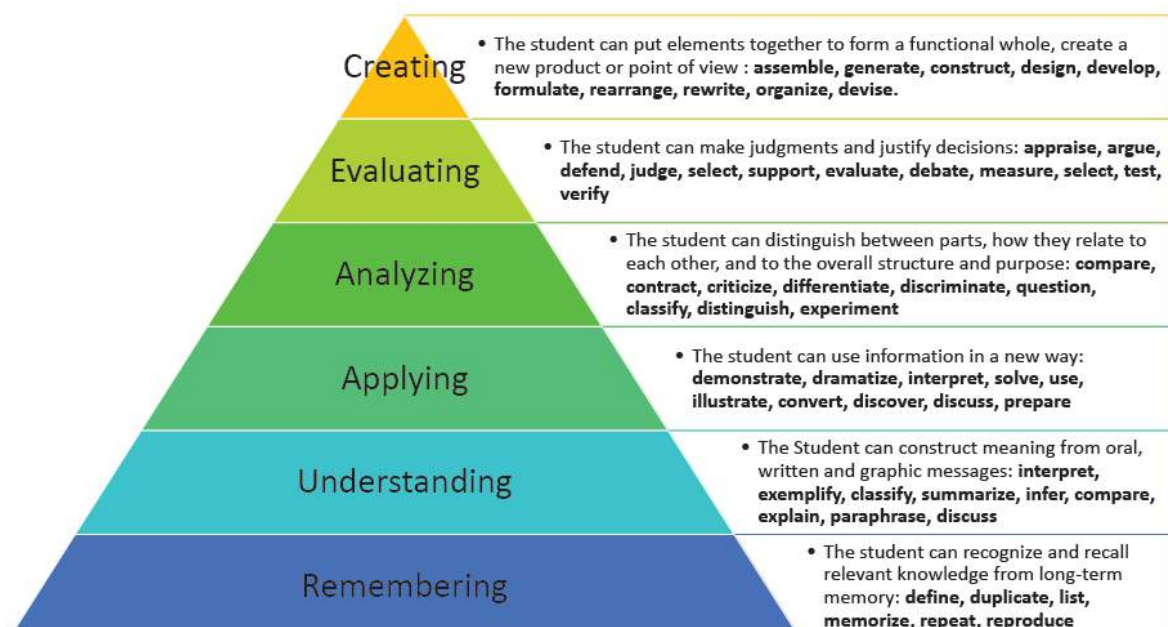 Creating
• The student can put elements together to form a functional whole, create a
new product or point of view : assemble, generate, construct, design, develop,
formulate, rearrange, rewrite, organize, devise.
Evaluating
• The student can make judgments and justify decisions: appraise, argue,
defend, judge, select, support, evaluate, debate, measure, select, test,
verify
Analyzing
• The student can distinguish between parts, how they relate to
each other, and to the overall structure and purpose: compare,
contract, criticize, differentiate, discriminate, question,
classify, distinguish, experiment
Applying
• The student can use information in a new way:
demonstrate, dramatize, interpret, solve, use,
illustrate, convert, discover, discuss, prepare
Understanding
• The Student can construct meaning from oral,
written and graphic messages: interpret,
exemplify, classify, summarize, infer, compare,
explain, paraphrase, discuss
Remembering
• The student can recognize and recall
relevant knowledge from long-term
memory: define, duplicate, list,
memorize, repeat, reproduce